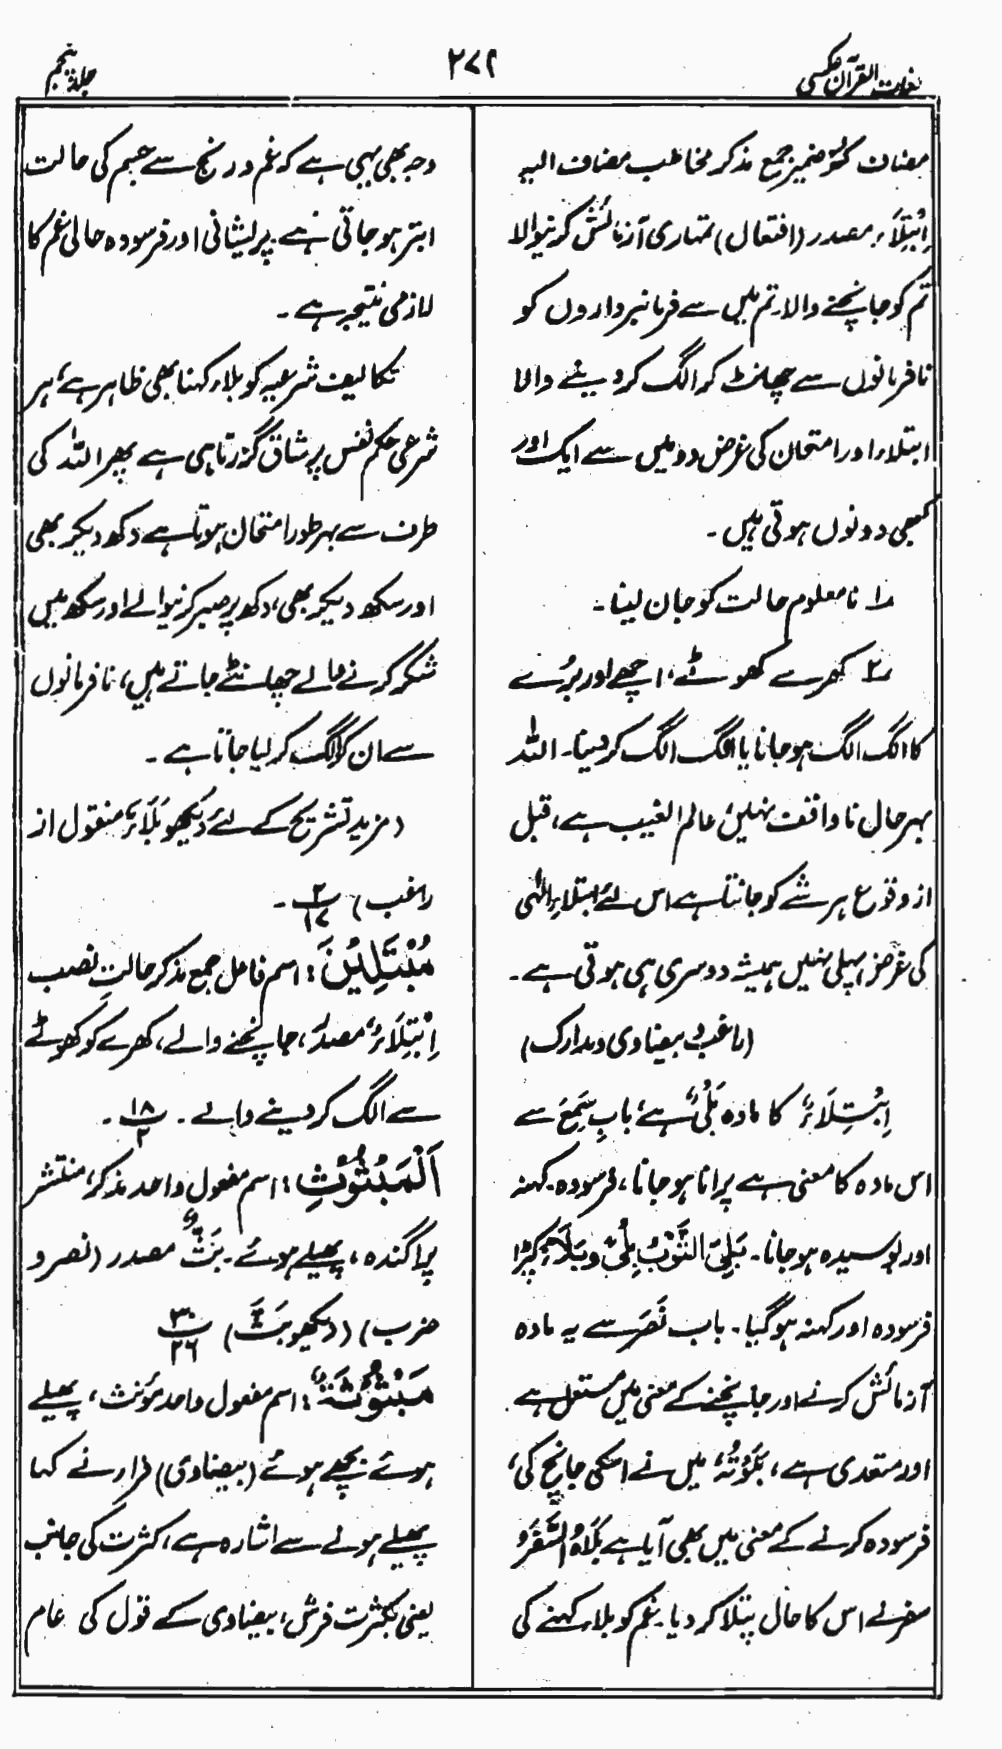 لغات القرآن عکسی
۲۷۲
جلد پنجم
مضاف کُمْ ضمیر جمع مذکر مخاطب مضاف الیہ
اِبْتِلَاءٌ مصدر (افتعال) تمہاری آزمائش کرنیوالا
تم کو جانچنے والا۔ تم میں سے فرمانبرداروں کو
نافرمانوں سے چھانٹ کر الگ کر دینے والا
ابتلاء اور امتحان کی غرض دو میں سے ایک اور
کبھی دونوں ہوتی ہیں۔
۱؎ نامعلوم حالت کو جان لینا۔
۲؎ کھرے کھوٹے، اچھے اور بُرے
کا الگ الگ ہو جانا یا الگ الگ کر دینا۔ اللہ
بہرحال ناواقف نہیں، عالم الغیب ہے، قبل
از وقوع ہر شے کو جانتا ہے اس لئے ابتلاءِ الٰہی
کی غرض پہلی نہیں ہمیشہ دوسری ہی ہوتی ہے۔
(راغب و بیضاوی و مدارک)
اِبْتِلَاءٌ کا مادہ بَلْیٌ ہے، بابِ سَمِعَ سے
اس مادہ کا معنی ہے پرانا ہو جانا، فرسودہ۔ کہنہ
اور بوسیدہ ہو جانا۔ بَلِیَ الثَّوْبُ بِلًی وَبَلَاءً کپڑا
فرسودہ اور کہنہ ہو گیا۔ باب نَصَرَ سے یہ مادہ
آزمائش کرنے اور جانچنے کے معنی میں مستعمل ہے
اور متعدی ہے، بَلَوْتُہٗ میں نے اسکی جانچ کی،
فرسودہ کرنے کے معنی میں بھی آیا ہے بَلَاہُ السَّفَرُ
سفر نے اس کا حال پتلا کر دیا۔ غم کو بلاء کہنے کی
وجہ بھی یہی ہے کہ غم و رنج سے جسم کی حالت
ابتر ہو جاتی ہے۔ پریشانی اور فرسودہ حالی غم کا
لازمی نتیجہ ہے۔
تکالیف شرعیہ کو بلاء کہنا بھی ظاہر ہے، ہر
شرعی حکم نفس پر شاق گزرتا ہی ہے پھر اللہ کی
طرف سے بہر طور امتحان ہوتا ہے دکھ دیکر بھی
اور سکھ دیکر بھی، دکھ پر صبر کرنیوالے اور سکھ میں
شکر کرنے والے چھانٹے جاتے ہیں، نافرمانوں
سے ان کو الگ کر لیا جاتا ہے۔
(مزید تشریح کے لئے دیکھو بَلَاءٌ، منقول از
راغب) ۲/۱۷۔
مُبْتَلِیْنَ: اسم فاعل جمع مذکر حالتِ نصب
اِبْتِلَاءٌ، مصدر، جانچنے والے، کھرے کو کھوٹے
سے الگ کر دینے والے۔ ۱۸/۲۔
اَلْمَبْثُوْثِ: اسم مفعول واحد مذکر، منتشر
پراگندہ، پھیلے ہوئے۔ بَثٌّ مصدر (نصر و
ضرب) (دیکھو بَثَّ) ۳۰/۲۶
مَبْثُوْثَۃٌ: اسم مفعول واحد مؤنث، پھیلے
ہوئے بچھے ہوئے (بیضاوی) فراء نے کہا
پھیلے ہونے سے اشارہ ہے، کثرت کی جانب
یعنی بکثرت فرش، بیضاوی کے قول کی عام